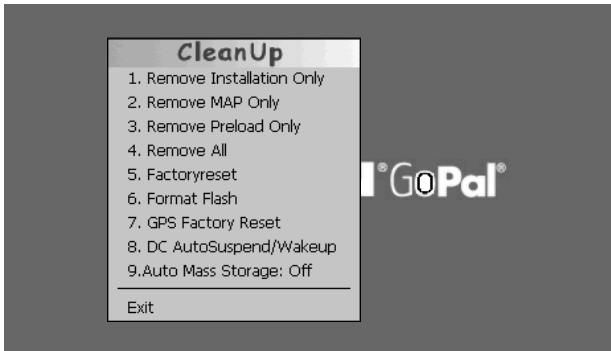 CleanUp
1. Remove Installation Only
2. Remove MAP Only
3. Remove Preload Only
4. Remove All
5. Factoryreset
6. Format Flash
7. GPS Factory Reset
8. DC AutoSuspend/Wakeup
9.Auto Mass Storage: Off
Exit
®GoPal®